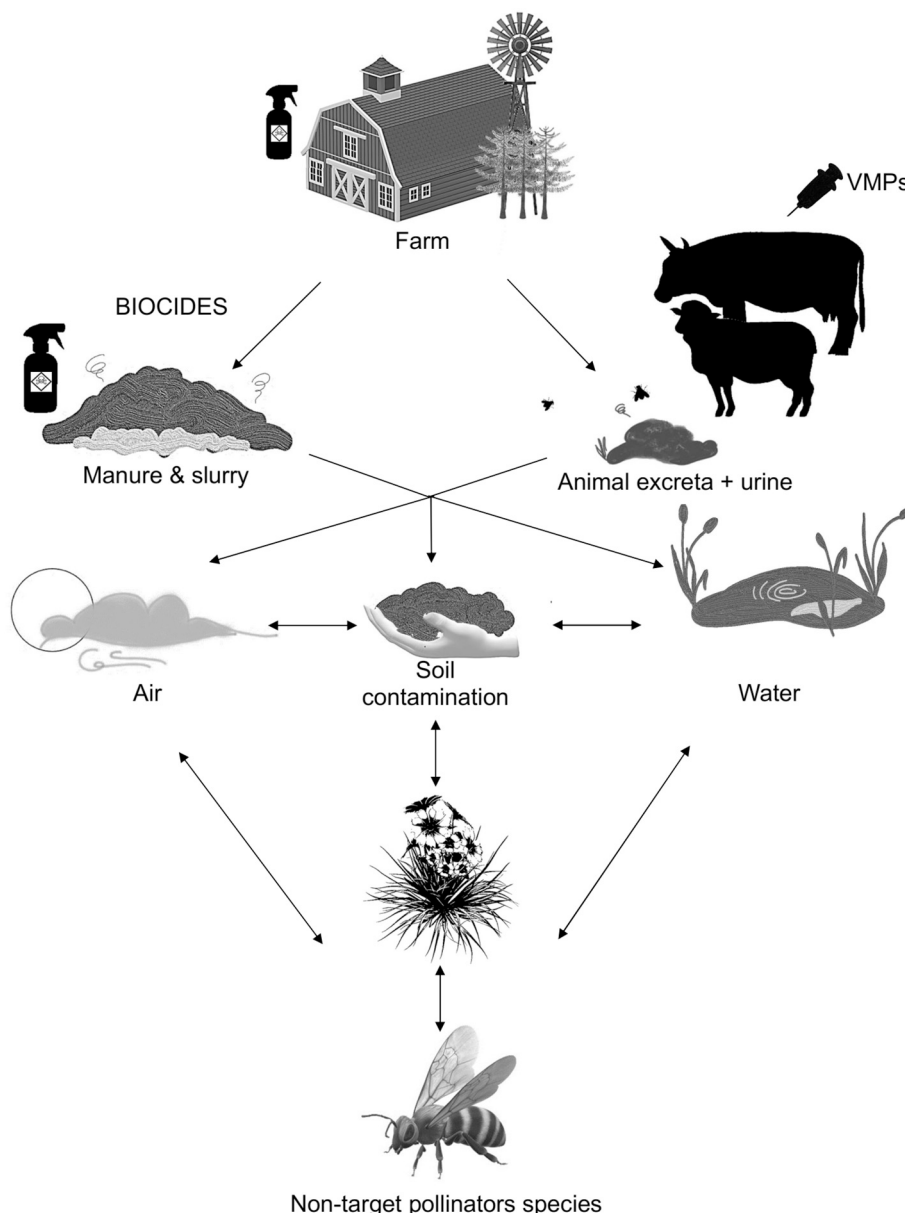 VMPs
Farm
BIOCIDES
Manure & slurry
Animal excreta + urine
Air
Soil
contamination
Water
Non-target pollinators species